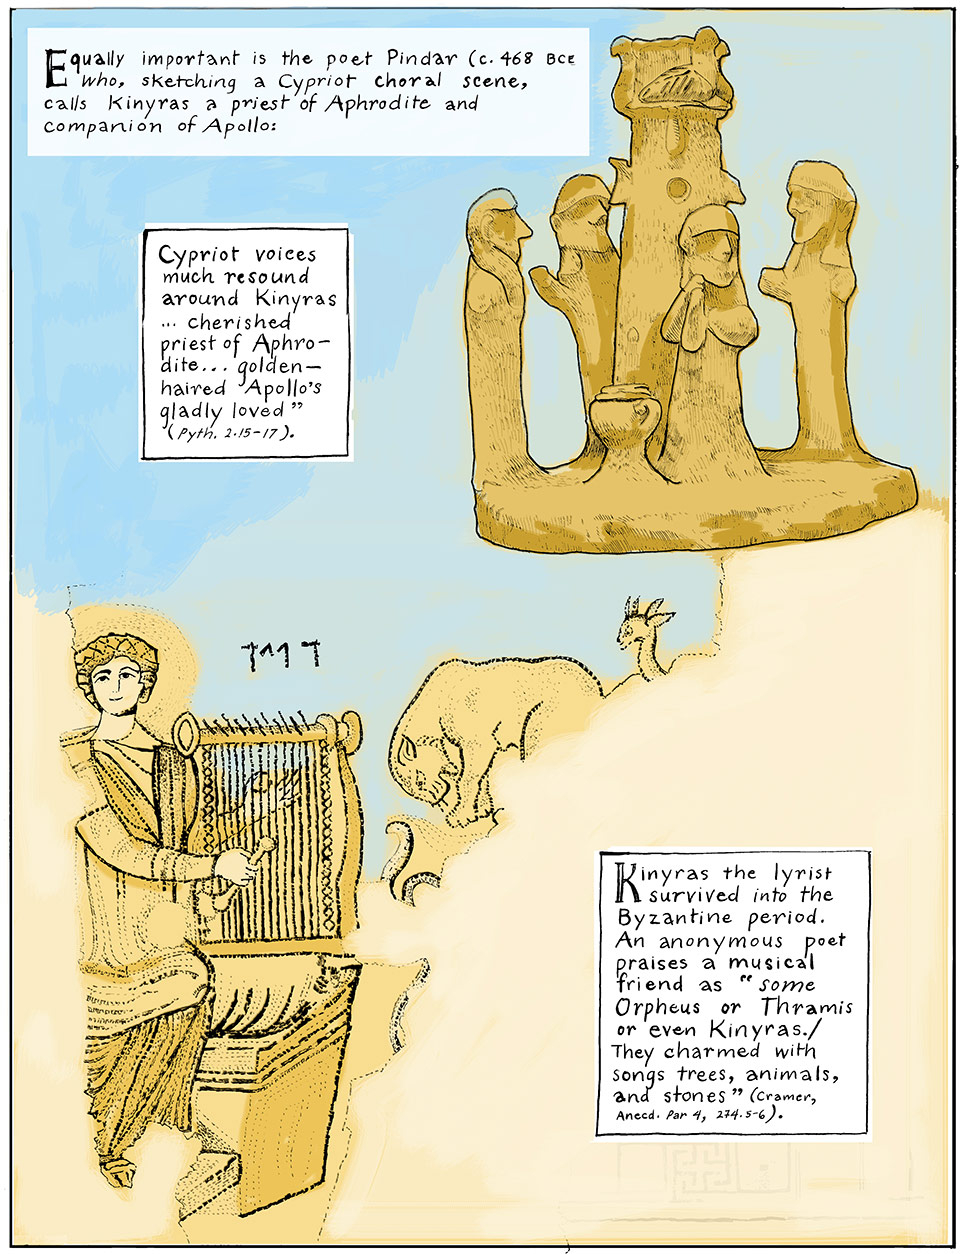 Equally important is the poet Pindar (c. 468 BCE
who, sketching a Cypriot choral scene,
calls Kinyras a priest of Aphrodite and
companion of Apollo:
Cypriot voices
much resound
around Kinyras
... cherished
priest of Aphro-
dite... golden-
haired Apollo's
gladly loved"
(Pyth. 2.15-17).
דויד
Kinyras the lyrist
survived into the
Byzantine period.
An anonymous poet
praises a musical
friend as "some
Orpheus or Thramis
or even Kinyras./
They charmed with
songs trees, animals,
and stones" (Cramer,
Anecd. Par 4, 274.5-6).